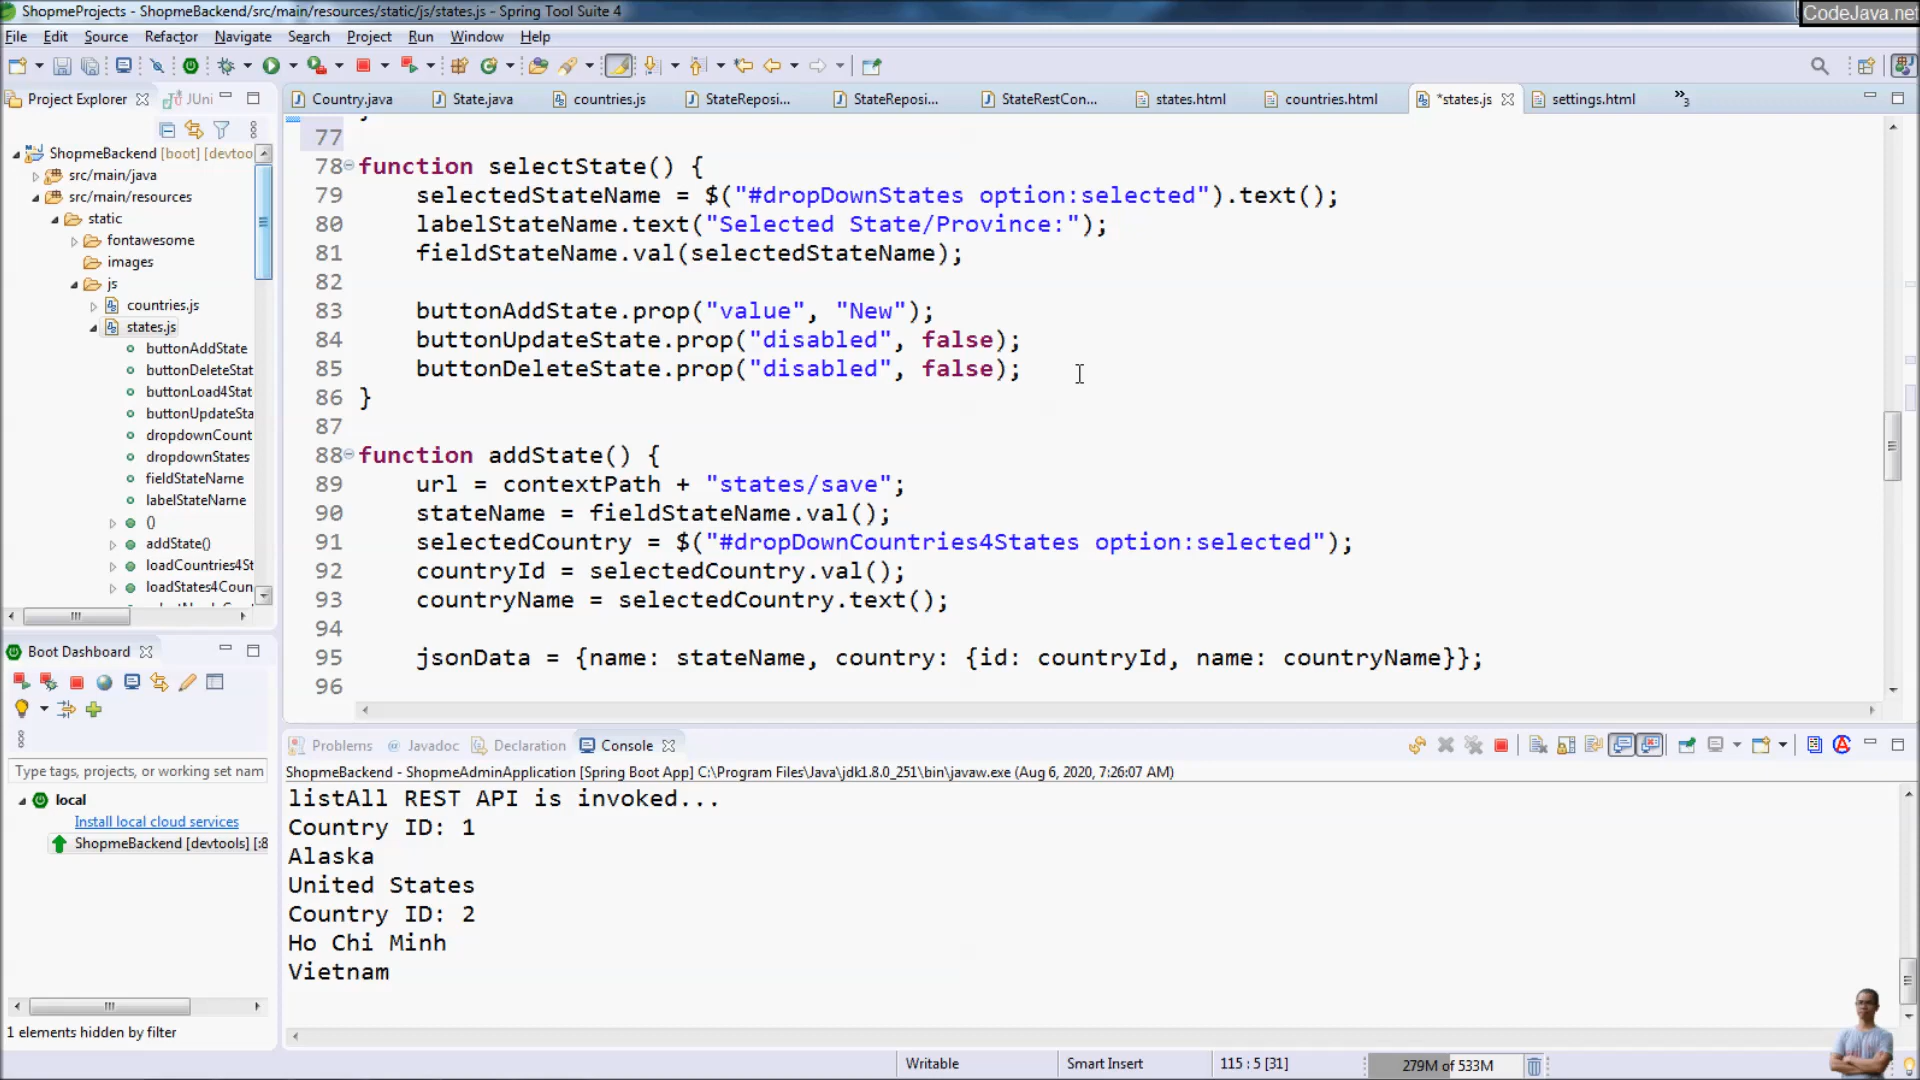 ShopmeProjects - ShopmeBackend/src/main/resources/static/js/states.js - Spring Tool Suite 4
CodeJava.net
File Edit Source Refactor Navigate Search Project Run Window Help
Project Explorer JUni
Country.java State.java countries.js StateReposi... StateReposi... StateRestCon... states.html countries.html *states.js settings.html 3
ShopmeBackend [boot] [devtoo
src/main/java
src/main/resources
static
fontawesome
images
js
countries.js
states.js
buttonAddState
buttonDeleteStat
buttonLoad4Stat
buttonUpdateSta
dropdownCount
dropdownStates
fieldStateName
labelStateName
()
addState()
loadCountries4St
loadStates4Coun
77
78 function selectState() {
79 selectedStateName = $("#dropDownStates option:selected").text();
80 labelStateName.text("Selected State/Province:");
81 fieldStateName.val(selectedStateName);
82
83 buttonAddState.prop("value", "New");
84 buttonUpdateState.prop("disabled", false);
85 buttonDeleteState.prop("disabled", false);
86 }
87
88 function addState() {
89 url = contextPath + "states/save";
90 stateName = fieldStateName.val();
91 selectedCountry = $("#dropDownCountries4States option:selected");
92 countryId = selectedCountry.val();
93 countryName = selectedCountry.text();
94
95 jsonData = {name: stateName, country: {id: countryId, name: countryName}};
96
Boot Dashboard
Type tags, projects, or working set nam
local
Install local cloud services
ShopmeBackend [devtools] [:8
1 elements hidden by filter
Problems Javadoc Declaration Console
ShopmeBackend - ShopmeAdminApplication [Spring Boot App] C:\Program Files\Java\jdk1.8.0_251\bin\javaw.exe (Aug 6, 2020, 7:26:07 AM)
listAll REST API is invoked...
Country ID: 1
Alaska
United States
Country ID: 2
Ho Chi Minh
Vietnam
Writable Smart Insert 115 : 5 [31] 279M of 533M